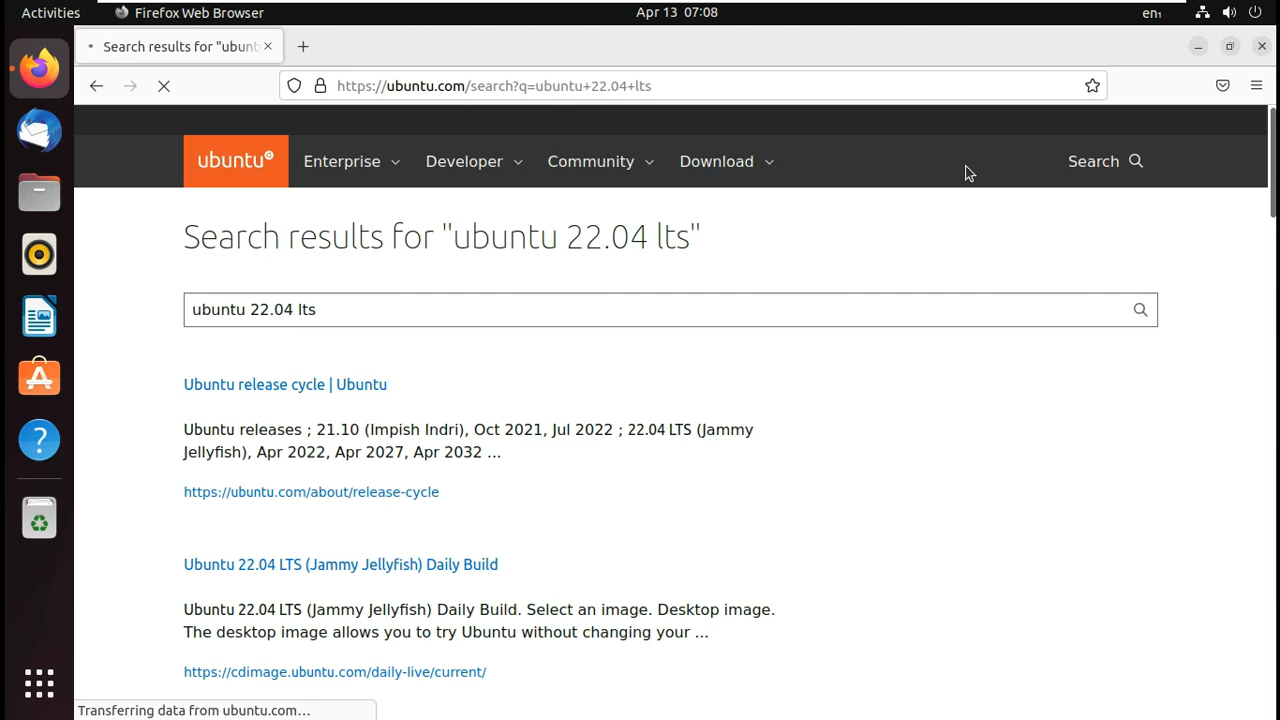 Activities Firefox Web Browser Apr 13 07:08 en₁
Search results for "ubunt
https://ubuntu.com/search?q=ubuntu+22.04+lts
ubuntu Enterprise Developer Community Download Search
Search results for "ubuntu 22.04 lts"
ubuntu 22.04 lts
Ubuntu release cycle | Ubuntu
Ubuntu releases ; 21.10 (Impish Indri), Oct 2021, Jul 2022 ; 22.04 LTS (Jammy
Jellyfish), Apr 2022, Apr 2027, Apr 2032 ...
https://ubuntu.com/about/release-cycle
Ubuntu 22.04 LTS (Jammy Jellyfish) Daily Build
Ubuntu 22.04 LTS (Jammy Jellyfish) Daily Build. Select an image. Desktop image.
The desktop image allows you to try Ubuntu without changing your ...
https://cdimage.ubuntu.com/daily-live/current/
Transferring data from ubuntu.com...